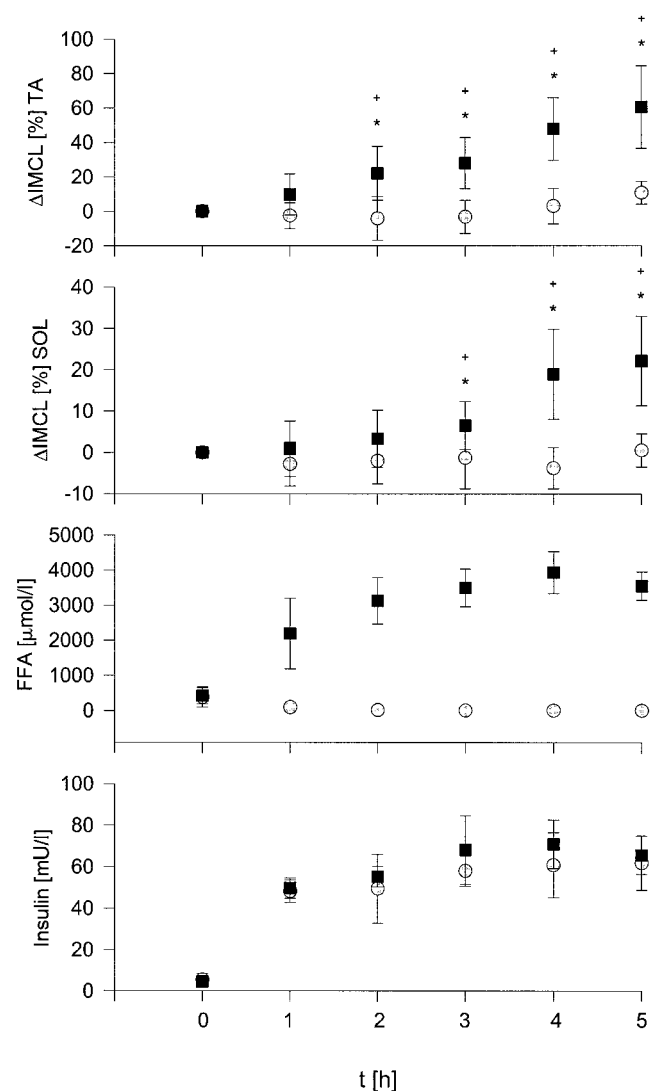 ΔIMCL [%] TA
100
80
60
40
20
0
-20
+ + + +
* * * *
ΔIMCL [%] SOL
40
30
20
10
0
-10
+ + +
* * *
FFA [μmol/l]
5000
4000
3000
2000
1000
0
Insulin [mU/l]
100
80
60
40
20
0
0 1 2 3 4 5
t [h]